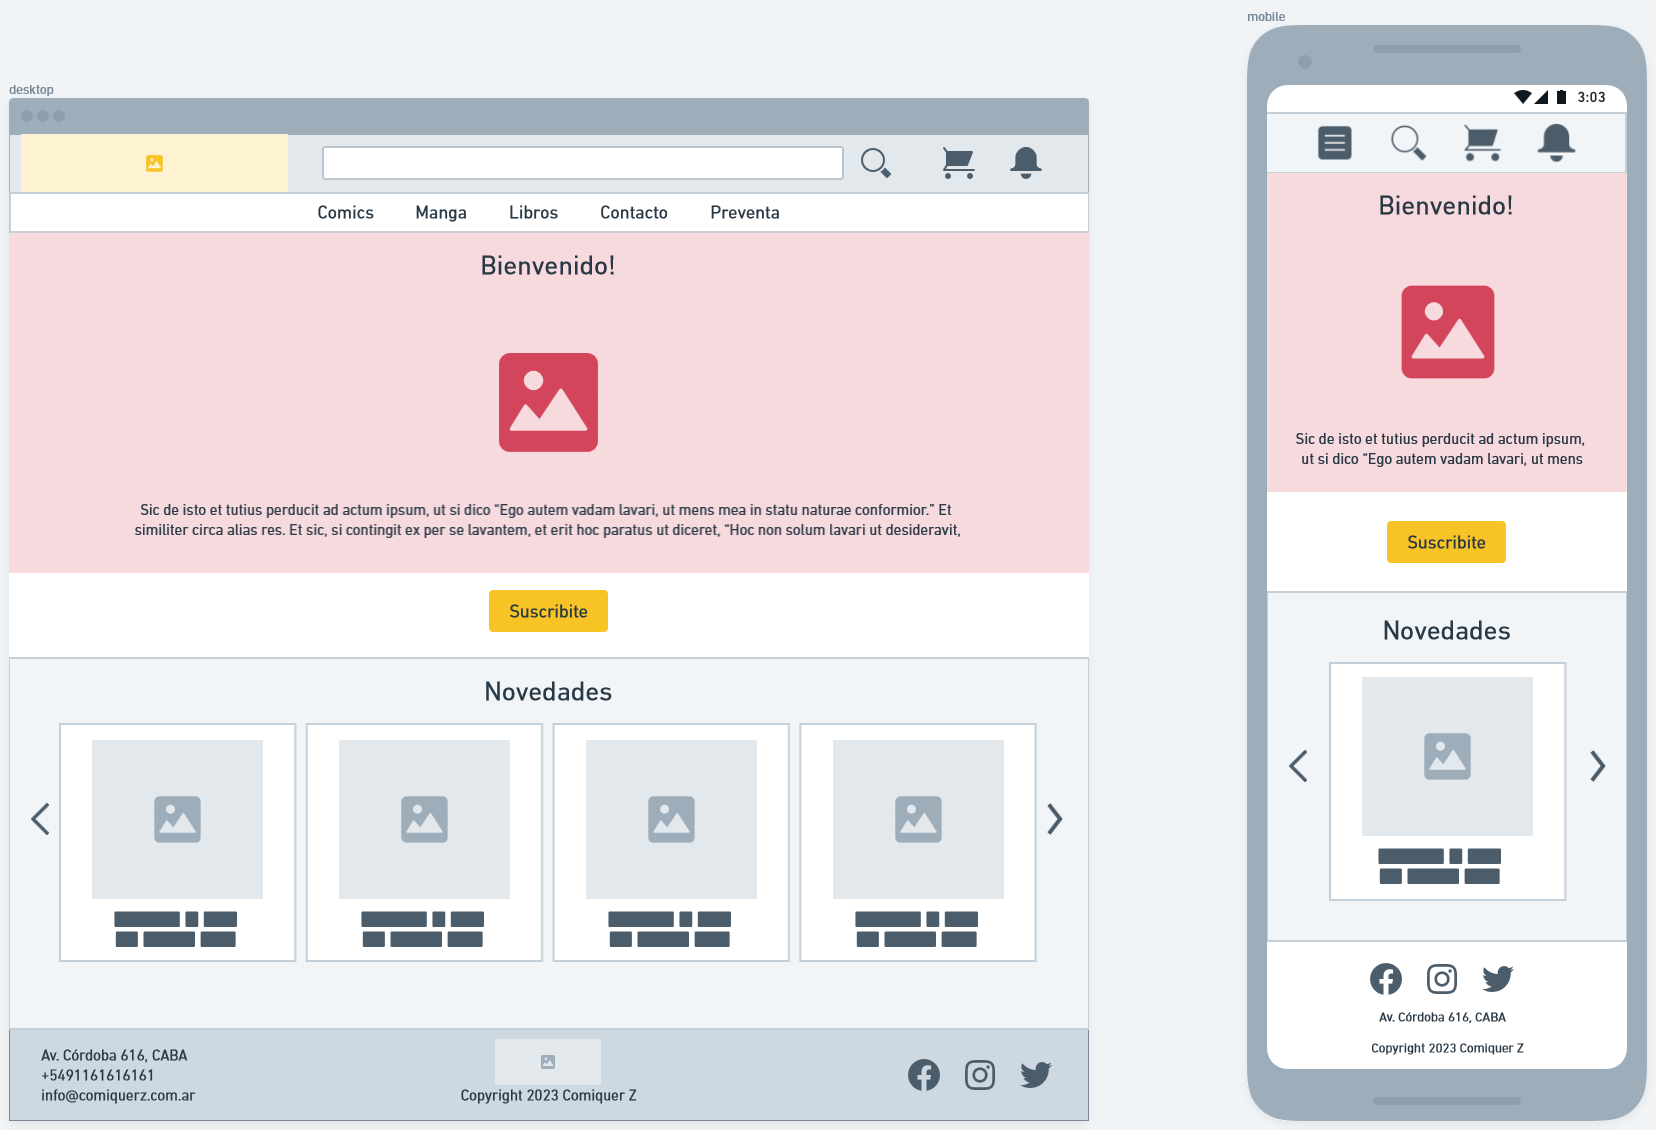 desktop
Comics Manga Libros Contacto Preventa
Bienvenido!
Sic de isto et tutius perducit ad actum ipsum, ut si dico “Ego autem vadam lavari, ut mens mea in statu naturae conformior.” Et
similiter circa alias res. Et sic, si contingit ex per se lavantem, et erit hoc paratus ut diceret, “Hoc non solum lavari ut desideravit,
Suscribite
Novedades
Av. Córdoba 616, CABA
+5491161616161
info@comiquerz.com.ar
Copyright 2023 Comiquer Z
mobile
3:03
Bienvenido!
Sic de isto et tutius perducit ad actum ipsum,
ut si dico “Ego autem vadam lavari, ut mens
Suscribite
Novedades
Av. Córdoba 616, CABA
Copyright 2023 Comiquer Z